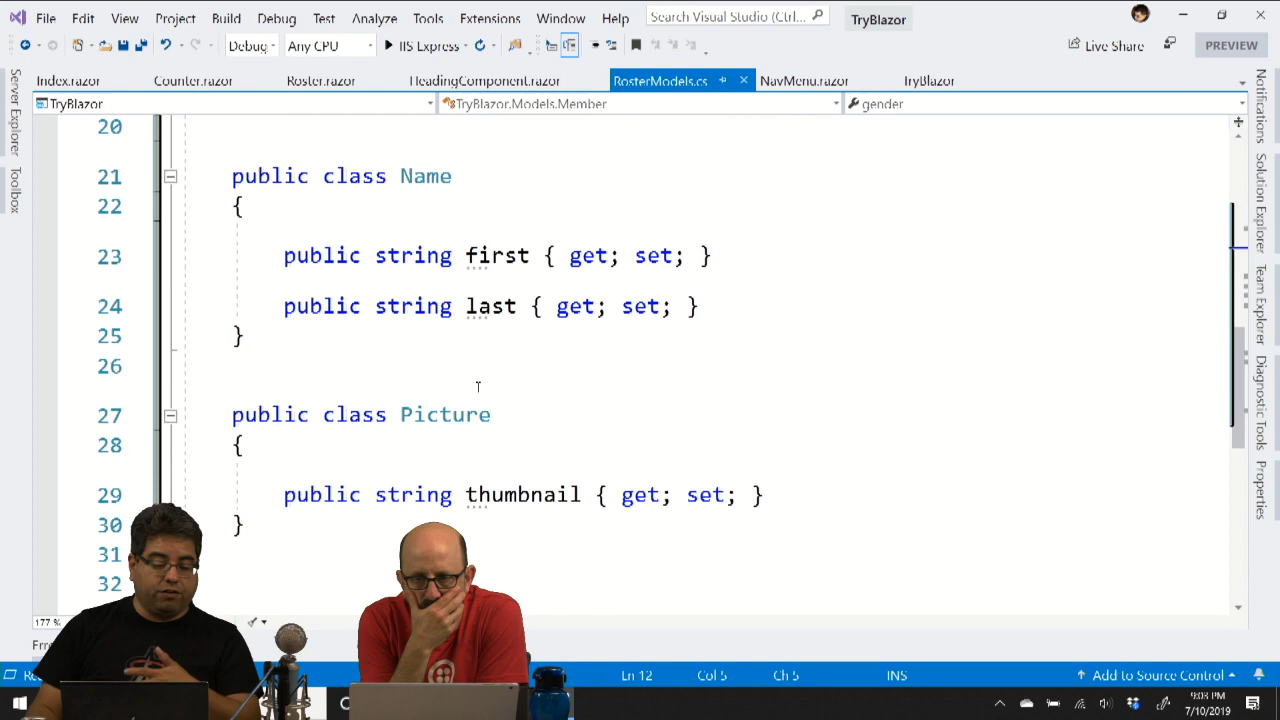 File Edit View Project Build Debug Test Analyze Tools Extensions Window Help Search Visual Studio (Ctrl... TryBlazor
Debug Any CPU IIS Express Live Share PREVIEW
Index.razor Counter.razor Roster.razor HeadingComponent.razor RosterModels.cs NavMenu.razor TryBlazor
TryBlazor TryBlazor.Models.Member gender
Server Explorer
Toolbox
20
21 public class Name
22 {
23 public string first { get; set; }
24 public string last { get; set; }
25 }
26
27 public class Picture
28 {
29 public string thumbnail { get; set; }
30 }
31
32
Notifications
Solution Explorer
Team Explorer
Diagnostic Tools
Properties
177 %
Ln 12 Col 5 Ch 5 INS Add to Source Control
9:03 PM
7/10/2019